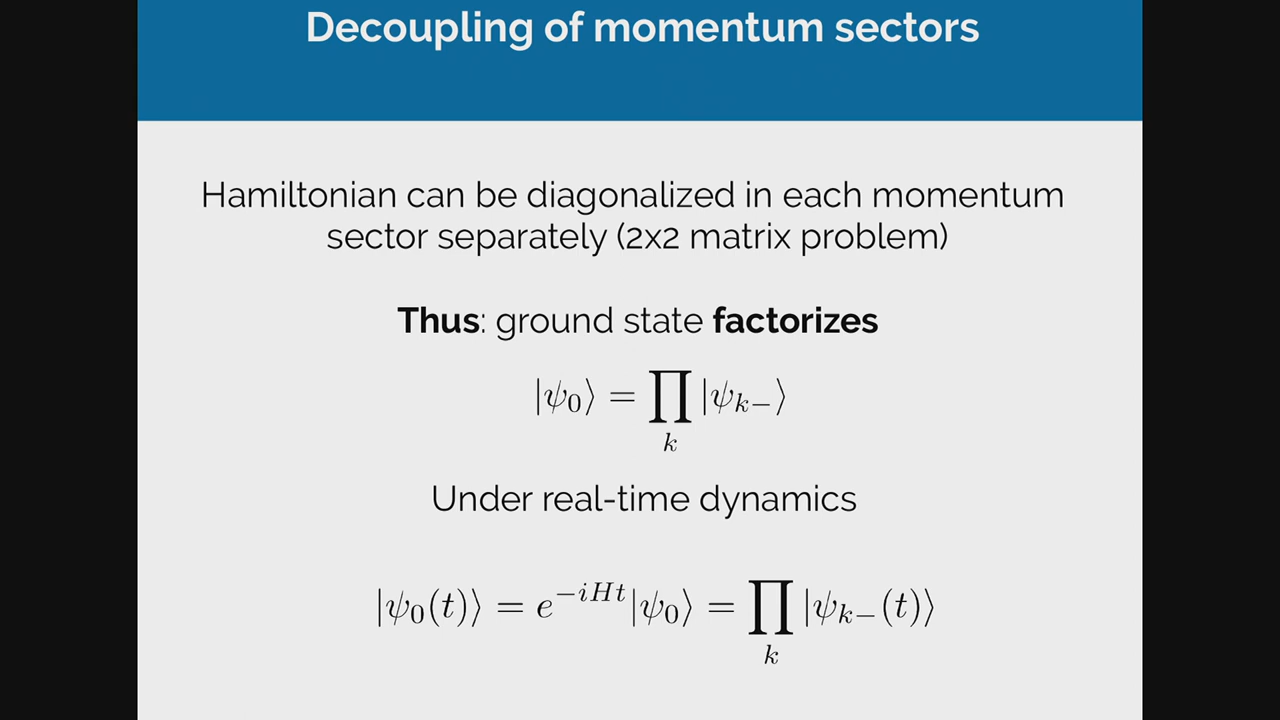 Decoupling of momentum sectors
Hamiltonian can be diagonalized in each momentum
sector separately (2x2 matrix problem)
Thus: ground state factorizes
|ψ₀⟩ = ∏ₖ |ψₖ₋⟩
Under real-time dynamics
|ψ₀(t)⟩ = e⁻ⁱᴴᵗ|ψ₀⟩ = ∏ₖ |ψₖ₋(t)⟩